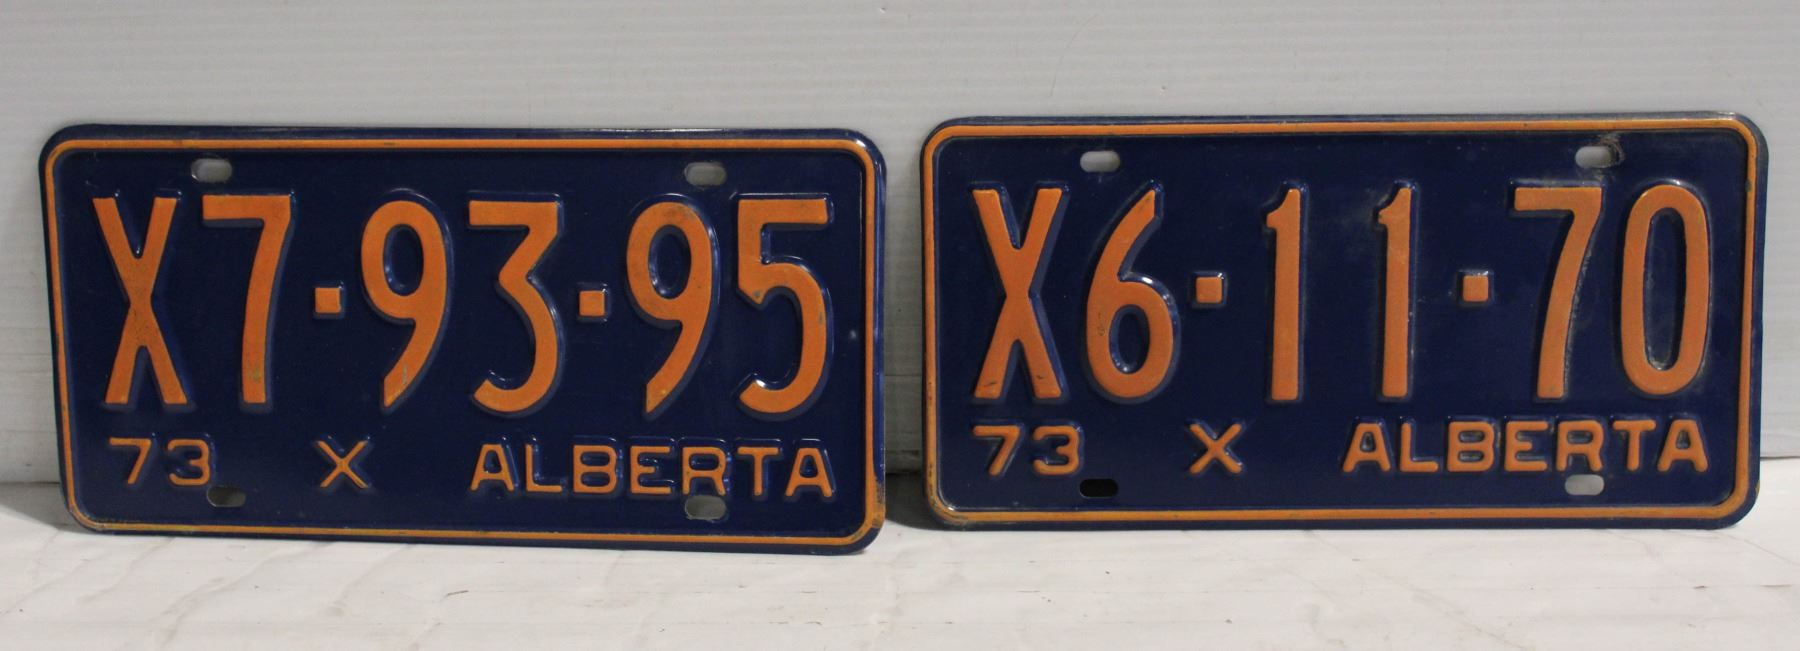 X7·93·95
73 X ALBERTA
X6·11·70
73 X ALBERTA